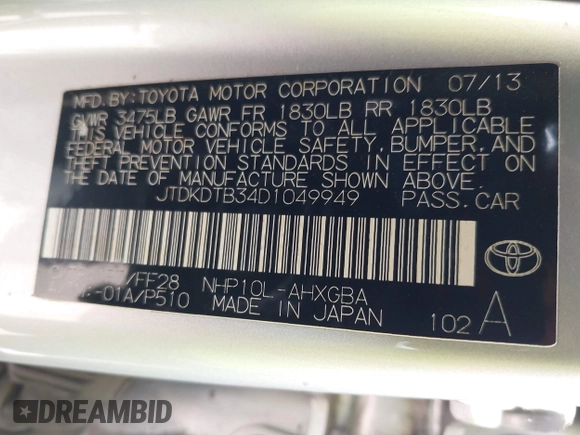 MFD.BY:TOYOTA MOTOR CORPORATION 07/13
GVWR 3475LB GAWR FR 1830LB RR 1830LB
THIS VEHICLE CONFORMS TO ALL APPLICABLE
FEDERAL MOTOR VEHICLE SAFETY, BUMPER, AND
THEFT PREVENTION STANDARDS IN EFFECT ON
THE DATE OF MANUFACTURE SHOWN ABOVE.
JTDKDTB34D1049949 PASS.CAR
/FF28 NHP10L-AHXGBA
-01A/P510 MADE IN JAPAN
102 A
TOYOTA
DREAMBID